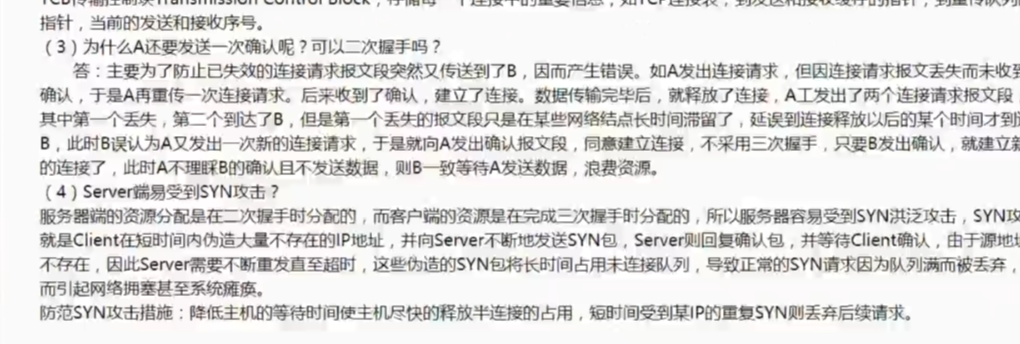 TCB传输控制块Transmission Control Block，存储每一个连接中的重要信息，如TCP连接表，到发送和接收缓存的指针，到重传队列
指针，当前的发送和接收序号。
（3）为什么A还要发送一次确认呢？可以二次握手吗？
答：主要为了防止已失效的连接请求报文段突然又传送到了B，因而产生错误。如A发出连接请求，但因连接请求报文丢失而未收到
确认，于是A再重传一次连接请求。后来收到了确认，建立了连接。数据传输完毕后，就释放了连接，A工发出了两个连接请求报文段
其中第一个丢失，第二个到达了B，但是第一个丢失的报文段只是在某些网络结点长时间滞留了，延误到连接释放以后的某个时间才到
B，此时B误认为A又发出一次新的连接请求，于是就向A发出确认报文段，同意建立连接，不采用三次握手，只要B发出确认，就建立新
的连接了，此时A不理睬B的确认且不发送数据，则B一致等待A发送数据，浪费资源。
（4）Server端易受到SYN攻击？
服务器端的资源分配是在二次握手时分配的，而客户端的资源是在完成三次握手时分配的，所以服务器容易受到SYN洪泛攻击，SYN攻
就是Client在短时间内伪造大量不存在的IP地址，并向Server不断地发送SYN包，Server则回复确认包，并等待Client确认，由于源地
不存在，因此Server需要不断重发直至超时，这些伪造的SYN包将长时间占用未连接队列，导致正常的SYN请求因为队列满而被丢弃，
而引起网络拥塞甚至系统瘫痪。
防范SYN攻击措施：降低主机的等待时间使主机尽快的释放半连接的占用，短时间受到某IP的重复SYN则丢弃后续请求。